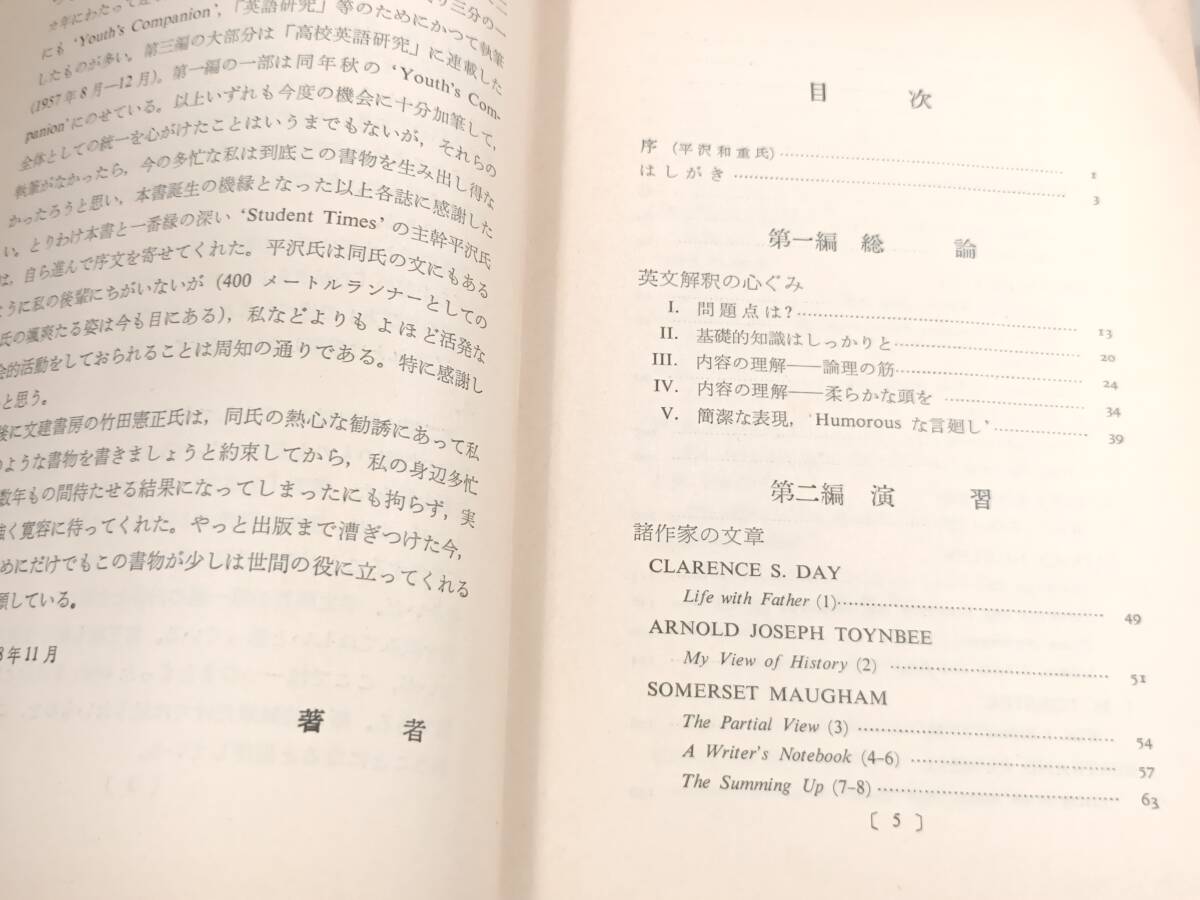 り三分の一
にも 'Youth's Companion', 「英語研究」等のためにかつて執筆
したものが多い。第三編の大部分は「高校英語研究」に連載した
(1957年8月—12月)。第一編の一部は同年秋の 'Youth's Com-
panion' にのせている。以上いずれも今度の機会に十分加筆して,
全体としての統一を心がけたことはいうまでもないが, それらの
執筆がなかったら, 今の多忙な私は到底この書物を生み出し得な
かったろうと思い, 本書誕生の機縁となった以上各誌に感謝した
い。とりわけ本書と一番縁の深い 'Student Times' の主幹平沢氏
は, 自ら進んで序文を寄せてくれた。平沢氏は同氏の文にもある
ように私の後輩にちがいないが (400 メートルランナーとしての
氏の颯爽たる姿は今も目にある), 私などよりもよほど活発な
会的活動をしておられることは周知の通りである。特に感謝し
と思う。
後に文建書房の竹田憲正氏は, 同氏の熱心な勧誘にあって私
のような書物を書きましょうと約束してから, 私の身辺多忙
数年もの間待たせる結果になってしまったにも拘らず, 実
強く寛容に待ってくれた。やっと出版まで漕ぎつけた今,
めにだけでもこの書物が少しは世間の役に立ってくれる
願している。
8年11月
著 者
目 次
序 (平沢和重氏) 1
はしがき 3
第一編 総 論
英文解釈の心ぐみ
I. 問題点は? 13
II. 基礎的知識はしっかりと 20
III. 内容の理解——論理の筋 24
IV. 内容の理解——柔らかな頭を 34
V. 簡潔な表現, 'Humorous な言廻し' 39
第二編 演 習
諸作家の文章
CLARENCE S. DAY
Life with Father (1) 49
ARNOLD JOSEPH TOYNBEE
My View of History (2) 51
SOMERSET MAUGHAM
The Partial View (3) 54
A Writer's Notebook (4-6) 57
The Summing Up (7-8) 63
〔 5 〕